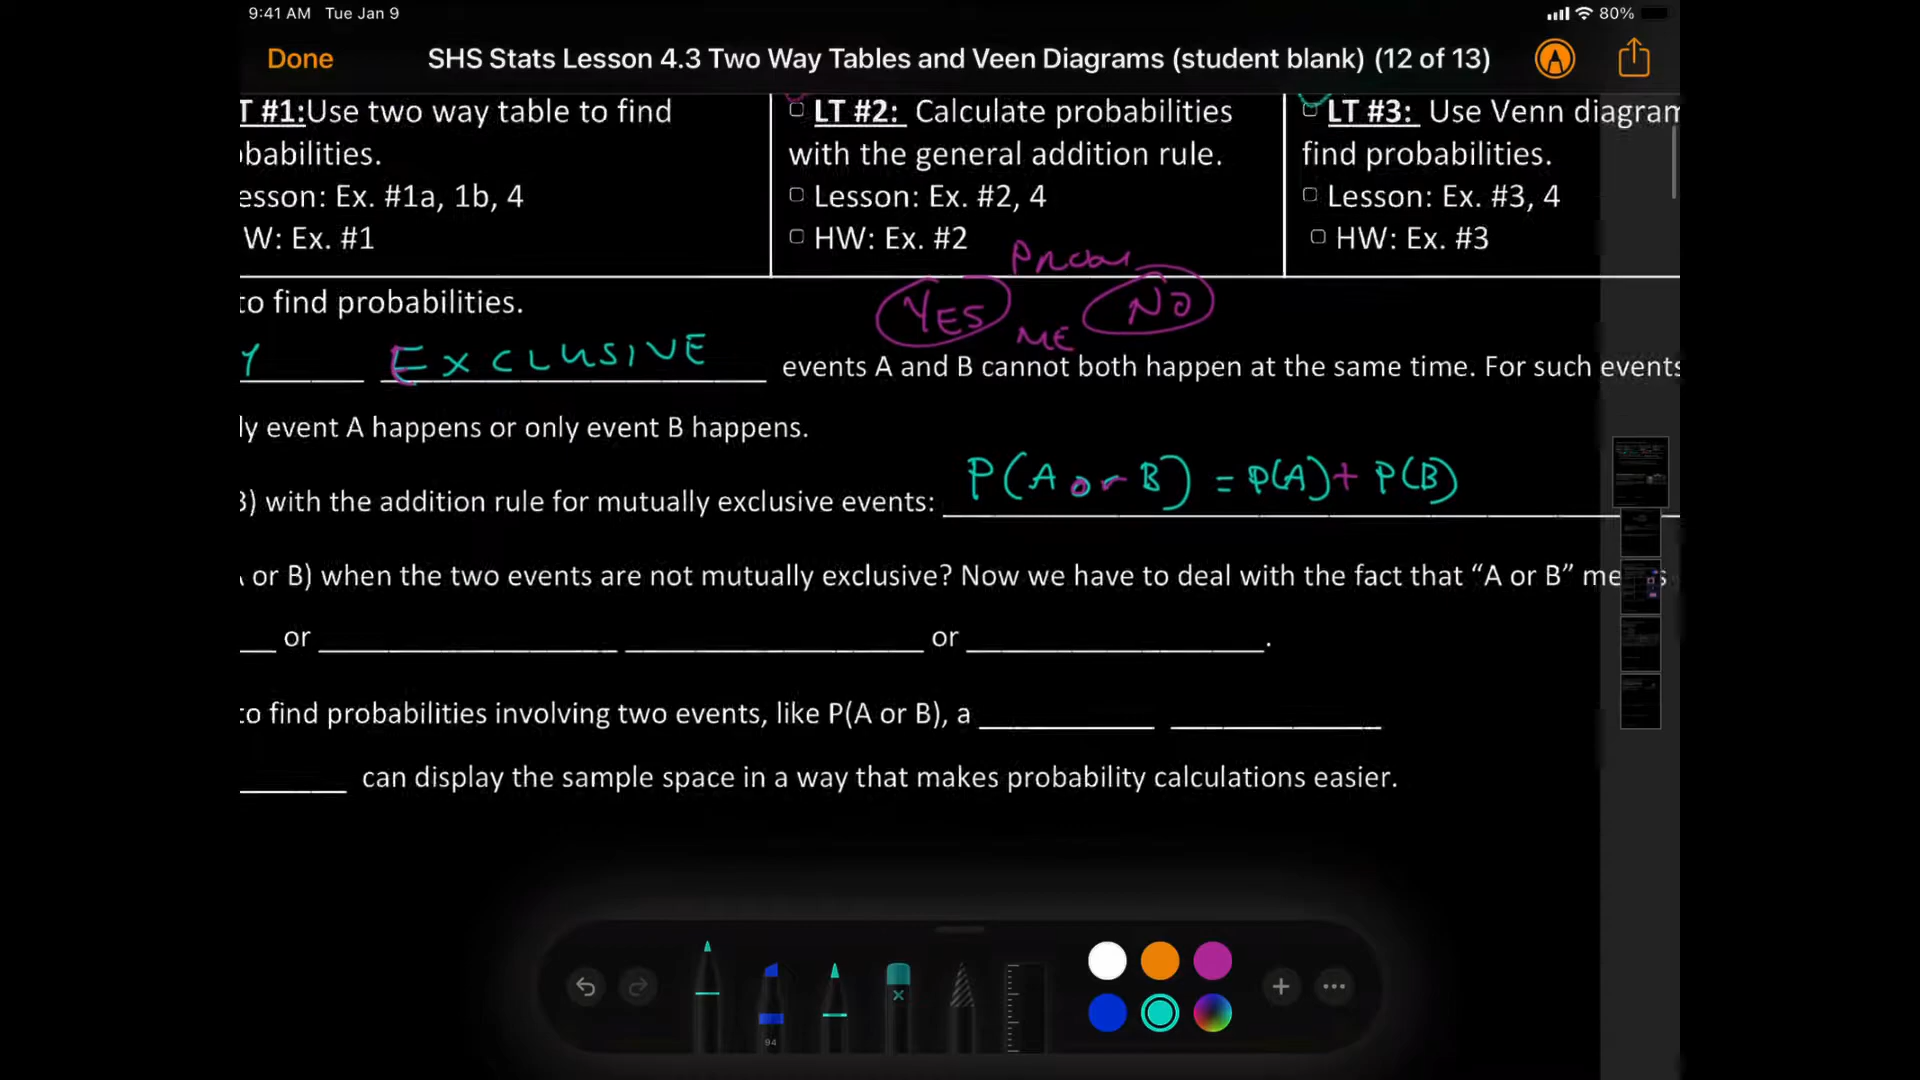 9:41 AM Tue Jan 9
80%
Done
SHS Stats Lesson 4.3 Two Way Tables and Veen Diagrams (student blank) (12 of 13)
T #1:Use two way table to find
babilities.
esson: Ex. #1a, 1b, 4
W: Ex. #1
LT #2: Calculate probabilities
with the general addition rule.
Lesson: Ex. #2, 4
HW: Ex. #2
LT #3: Use Venn diagram
find probabilities.
Lesson: Ex. #3, 4
HW: Ex. #3
PROM
YES NO
ME
to find probabilities.
Y EXCLUSIVE events A and B cannot both happen at the same time. For such events
ly event A happens or only event B happens.
B) with the addition rule for mutually exclusive events: P(A or B) = P(A) + P(B)
or B) when the two events are not mutually exclusive? Now we have to deal with the fact that “A or B” me s
or or .
to find probabilities involving two events, like P(A or B), a
can display the sample space in a way that makes probability calculations easier.
94